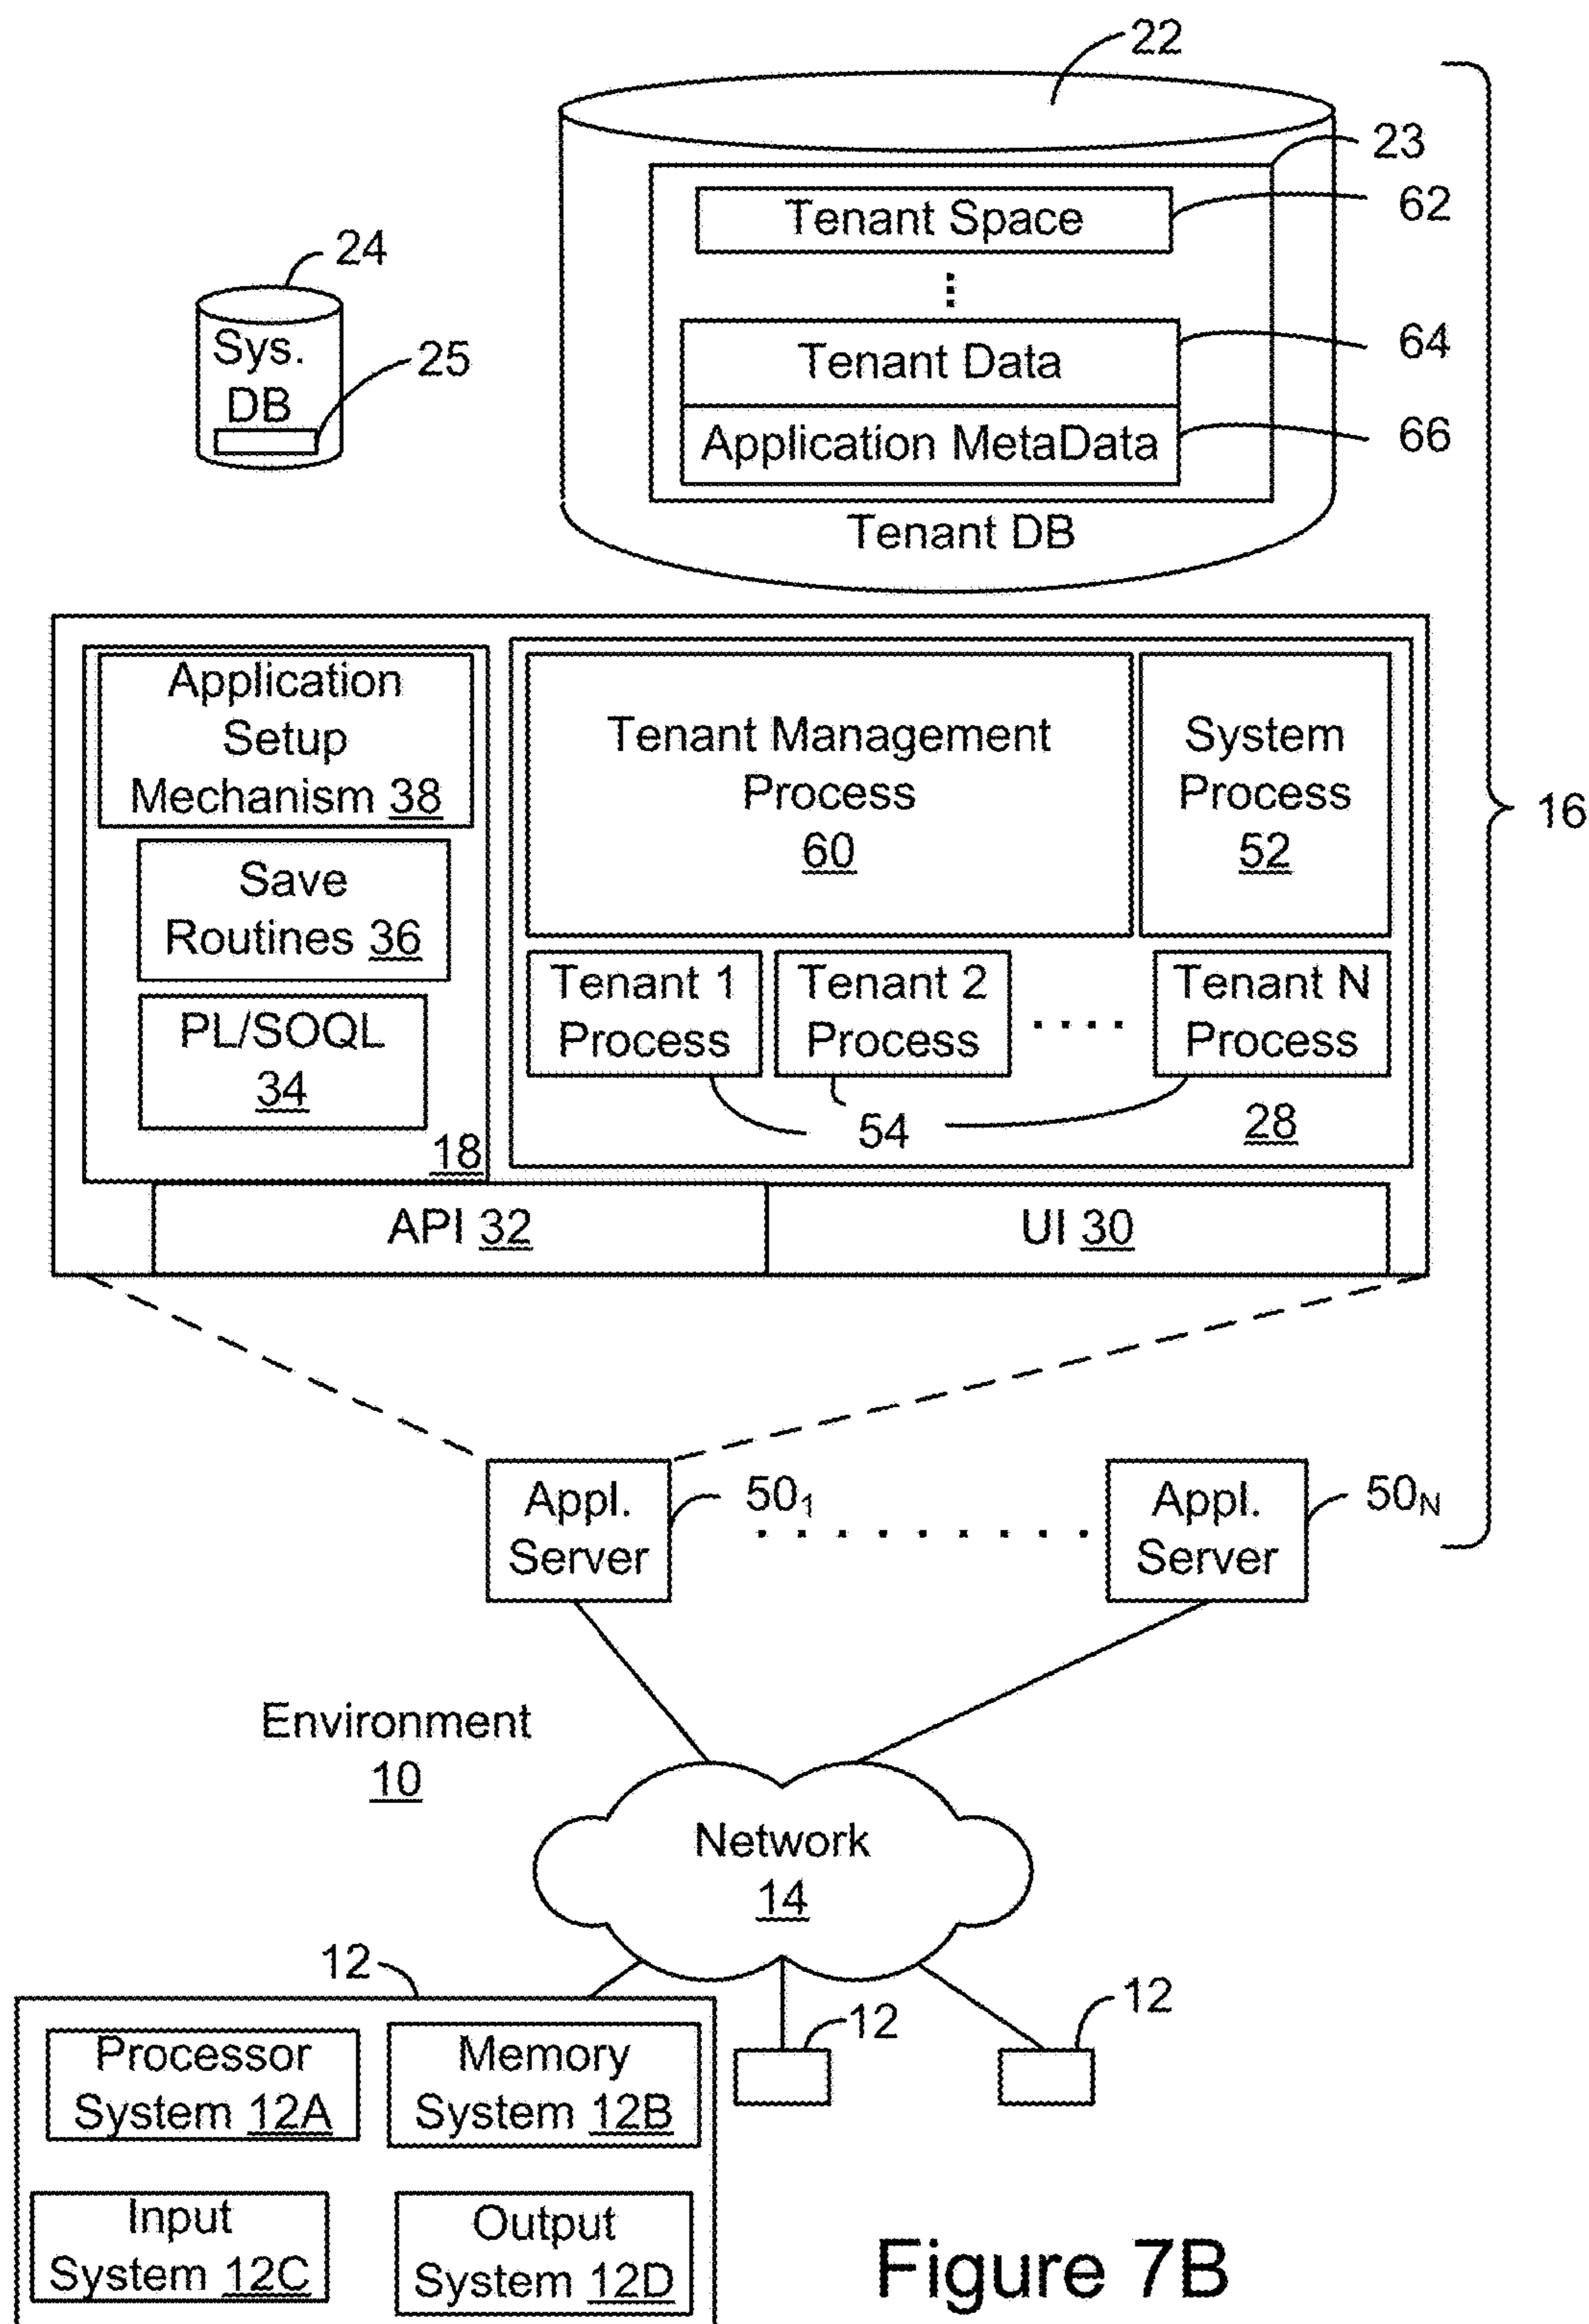 22
23
Tenant Space
62
24
Sys.
DB
25
Tenant Data
64
Application MetaData
66
Tenant DB
Application
Setup
Mechanism 38
Tenant Management
Process
60
System
Process
52
16
Save
Routines 36
Tenant 1
Process
Tenant 2
Process
Tenant N
Process
PL/SOQL
34
54
28
18
API 32
UI 30
Appl.
Server
50₁
Appl.
Server
50N
Environment
10
Network
14
12
12
12
Processor
System 12A
Memory
System 12B
Input
System 12C
Output
System 12D
Figure 7B